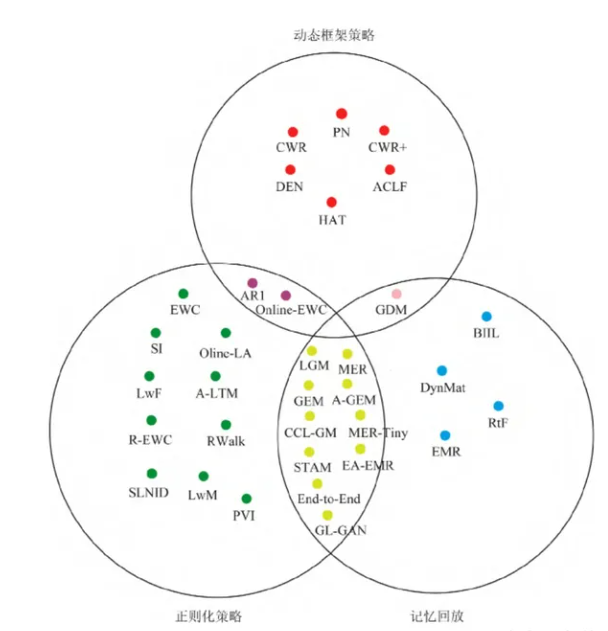 动态框架策略
PN
CWR
CWR+
DEN
ACLF
HAT
AR1
Online-EWC
GDM
EWC
BIIL
SI
Oline-LA
LGM
MER
DynMat
LwF
A-LTM
GEM
A-GEM
RtF
R-EWC
RWalk
CCL-GM
MER-Tiny
EMR
STAM
EA-EMR
SLNID
LwM
End-to-End
PVI
GL-GAN
正则化策略
记忆回放